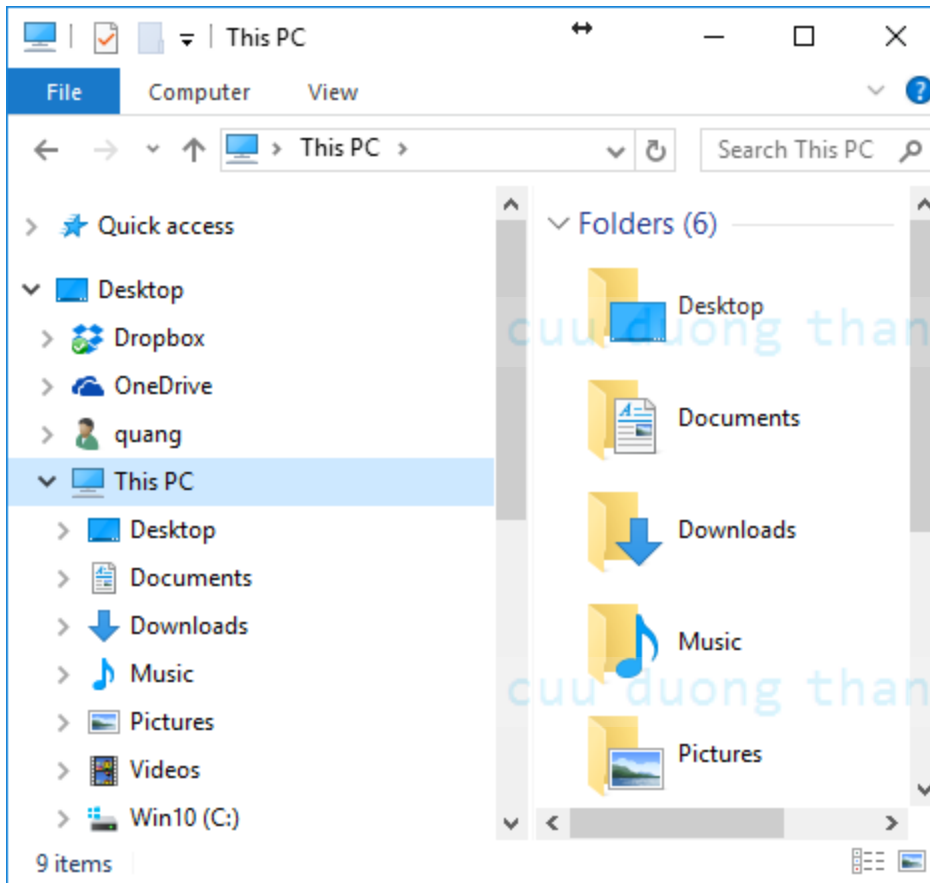 This PC
File Computer View
This PC
Search This PC
Quick access
Desktop
Dropbox
OneDrive
quang
This PC
Desktop
Documents
Downloads
Music
Pictures
Videos
Win10 (C:)
Folders (6)
Desktop
cuu duong than
Documents
Downloads
Music
cuu duong than
Pictures
9 items